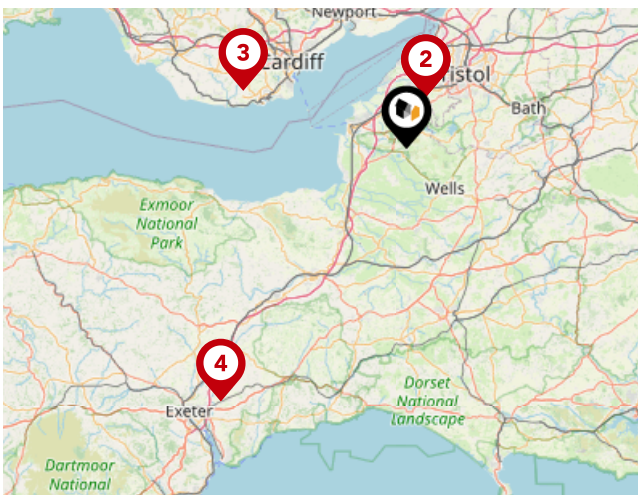 Newport
3
Cardiff
2
ristol
Bath
Wells
Exmoor
National
Park
4
Exeter
Dorset
National
Landscape
Dartmoor
National